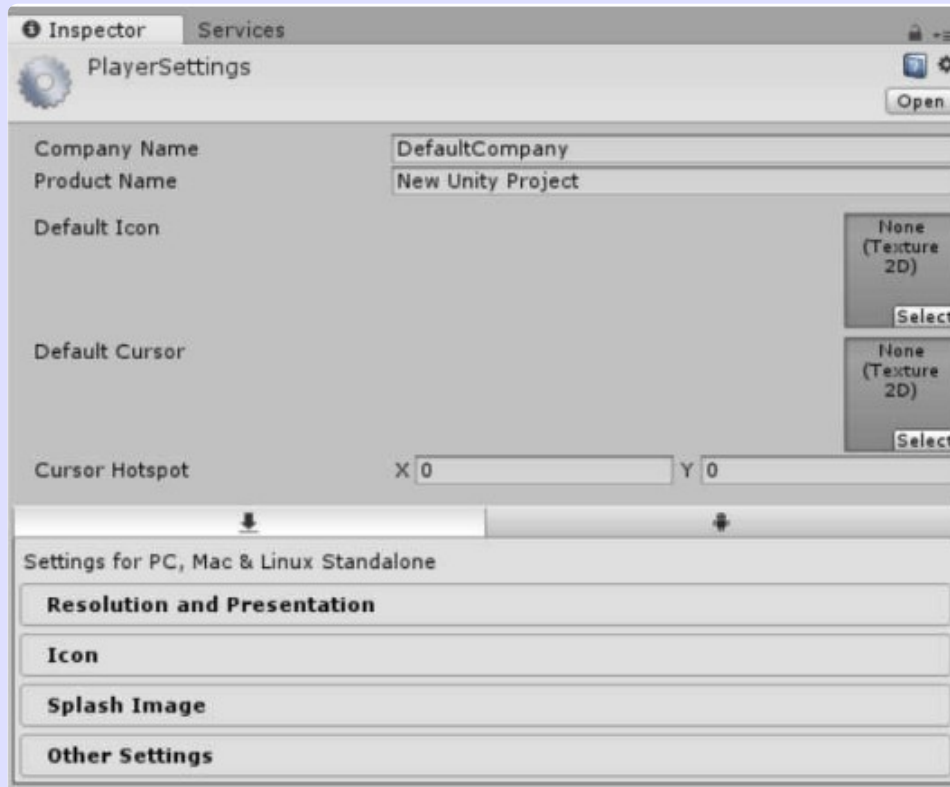 Inspector Services
PlayerSettings
Open
Company Name DefaultCompany
Product Name New Unity Project
Default Icon
None
(Texture
2D)
Select
Default Cursor
None
(Texture
2D)
Select
Cursor Hotspot X 0 Y 0
Settings for PC, Mac & Linux Standalone
Resolution and Presentation
Icon
Splash Image
Other Settings